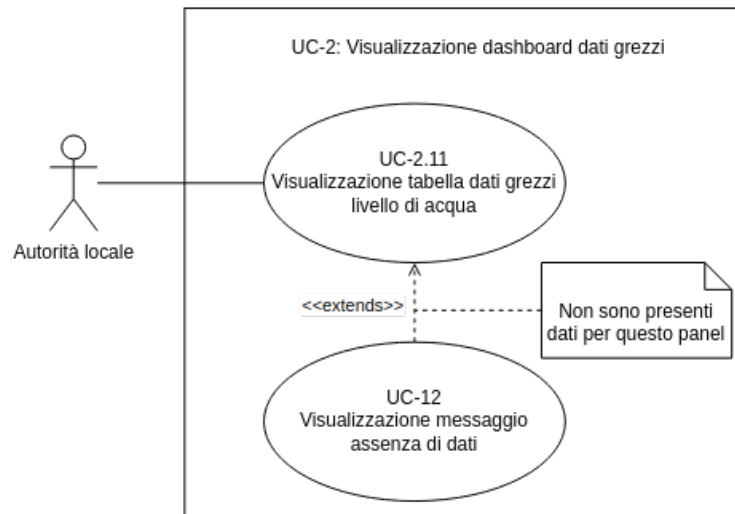 UC-2: Visualizzazione dashboard dati grezzi
UC-2.11
Visualizzazione tabella dati grezzi
livello di acqua
Autorità locale
<<extends>>
Non sono presenti
dati per questo panel
UC-12
Visualizzazione messaggio
assenza di dati